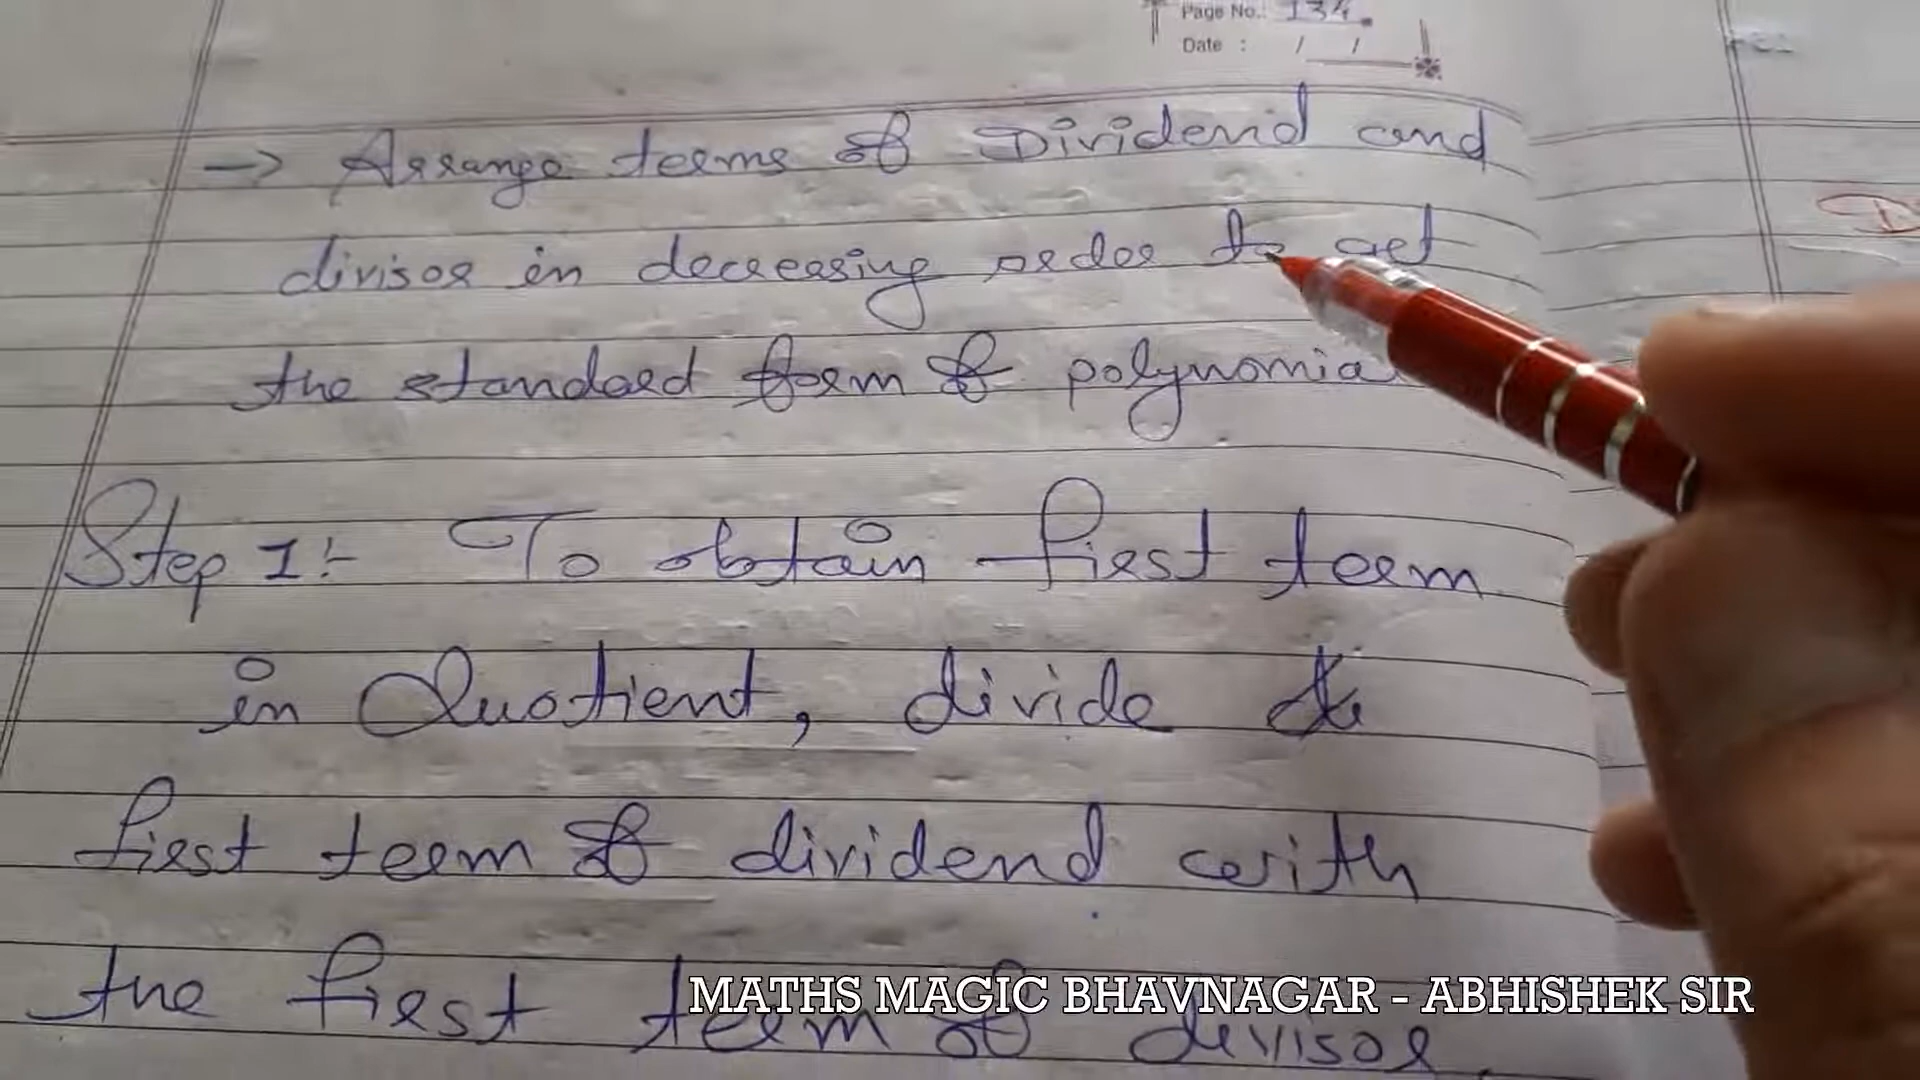 Page No.: 134
Date : / /
→ Arrange terms of Dividend and
divisor in decreasing order to get
the standard form of polynomial
Step 1:- To obtain first term
in Quotient, divide
first term of dividend with
the first term of divisor.
MATHS MAGIC BHAVNAGAR - ABHISHEK SIR